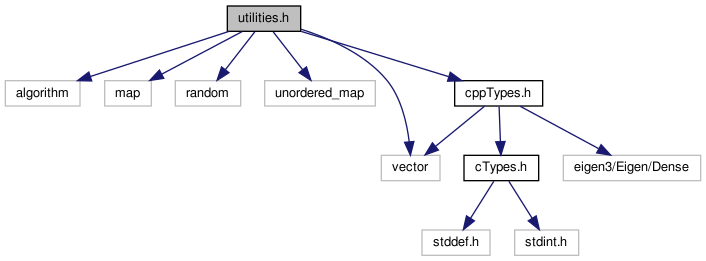 utilities.h
algorithm
map
random
unordered_map
cppTypes.h
vector
cTypes.h
eigen3/Eigen/Dense
stddef.h
stdint.h